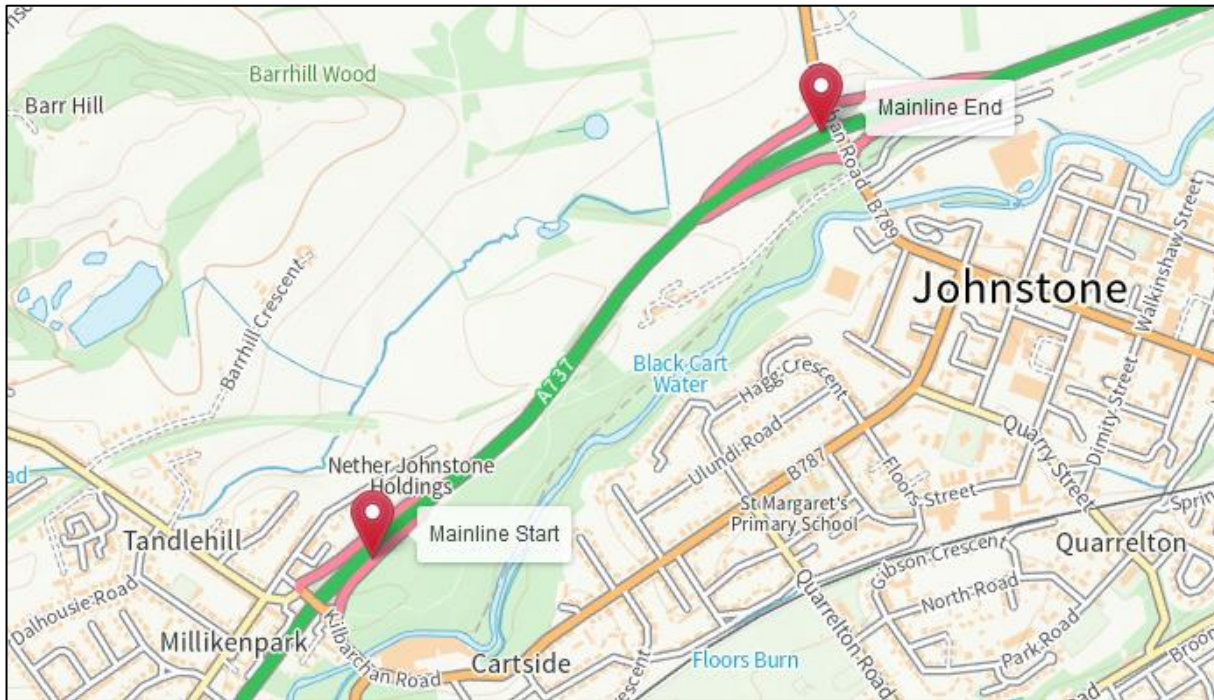 Barrhill Wood
Barr Hill
Mainline End
Road B789
Johnstone
Walkinshaw Street
Barrhill Crescent
A737
Black Cart
Water
Hagg Crescent
Ulundi Road
B787
Quarry Street
Dimity Street
Nether Johnstone
Holdings
Floors Street
St Margaret's
Primary School
Mainline Start
Tandlehill
Gibson Crescent
Quarrelton
Dalhousie Road
North Road
Millikenpark
Kilbarchan Road
Cartside
Quarrelton Road
Park Road
Floors Burn